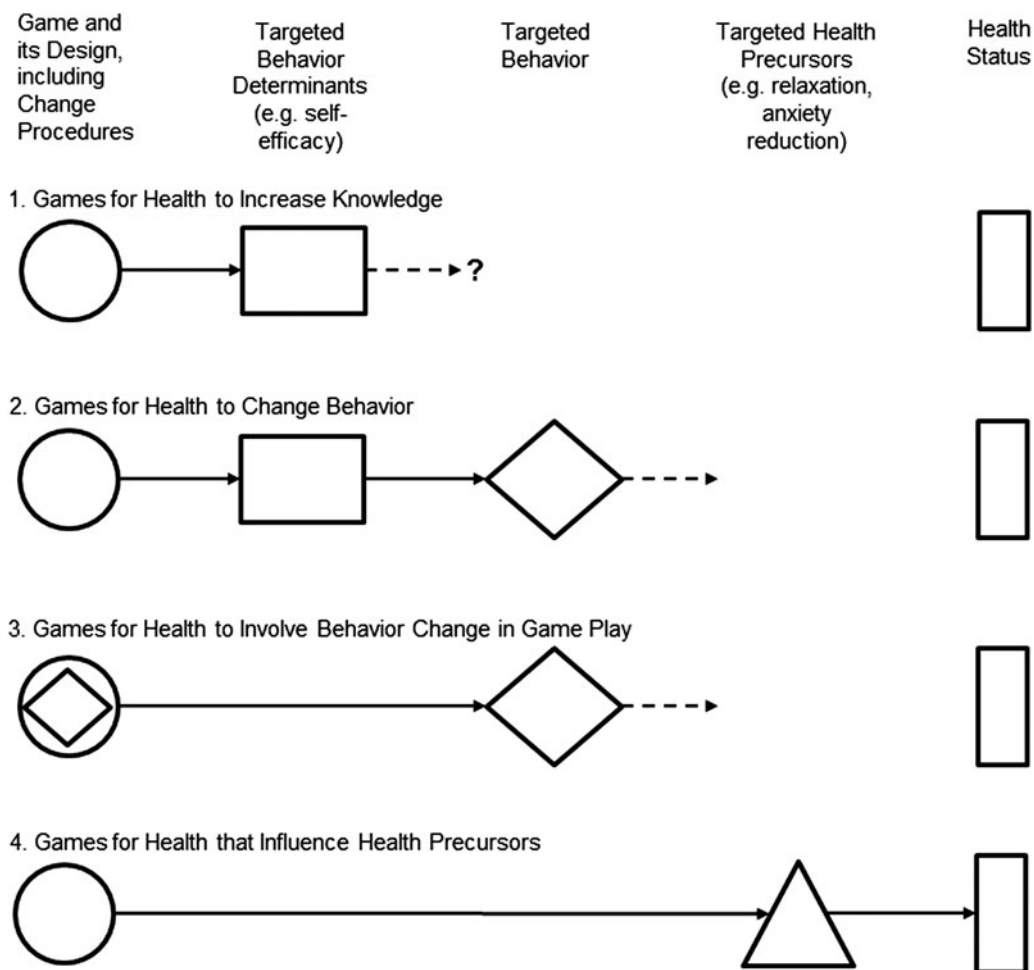 Game and
its Design,
including
Change
Procedures
Targeted
Behavior
Determinants
(e.g. self-
efficacy)
Targeted
Behavior
Targeted Health
Precursors
(e.g. relaxation,
anxiety
reduction)
Health
Status
1. Games for Health to Increase Knowledge
?
2. Games for Health to Change Behavior
3. Games for Health to Involve Behavior Change in Game Play
4. Games for Health that Influence Health Precursors